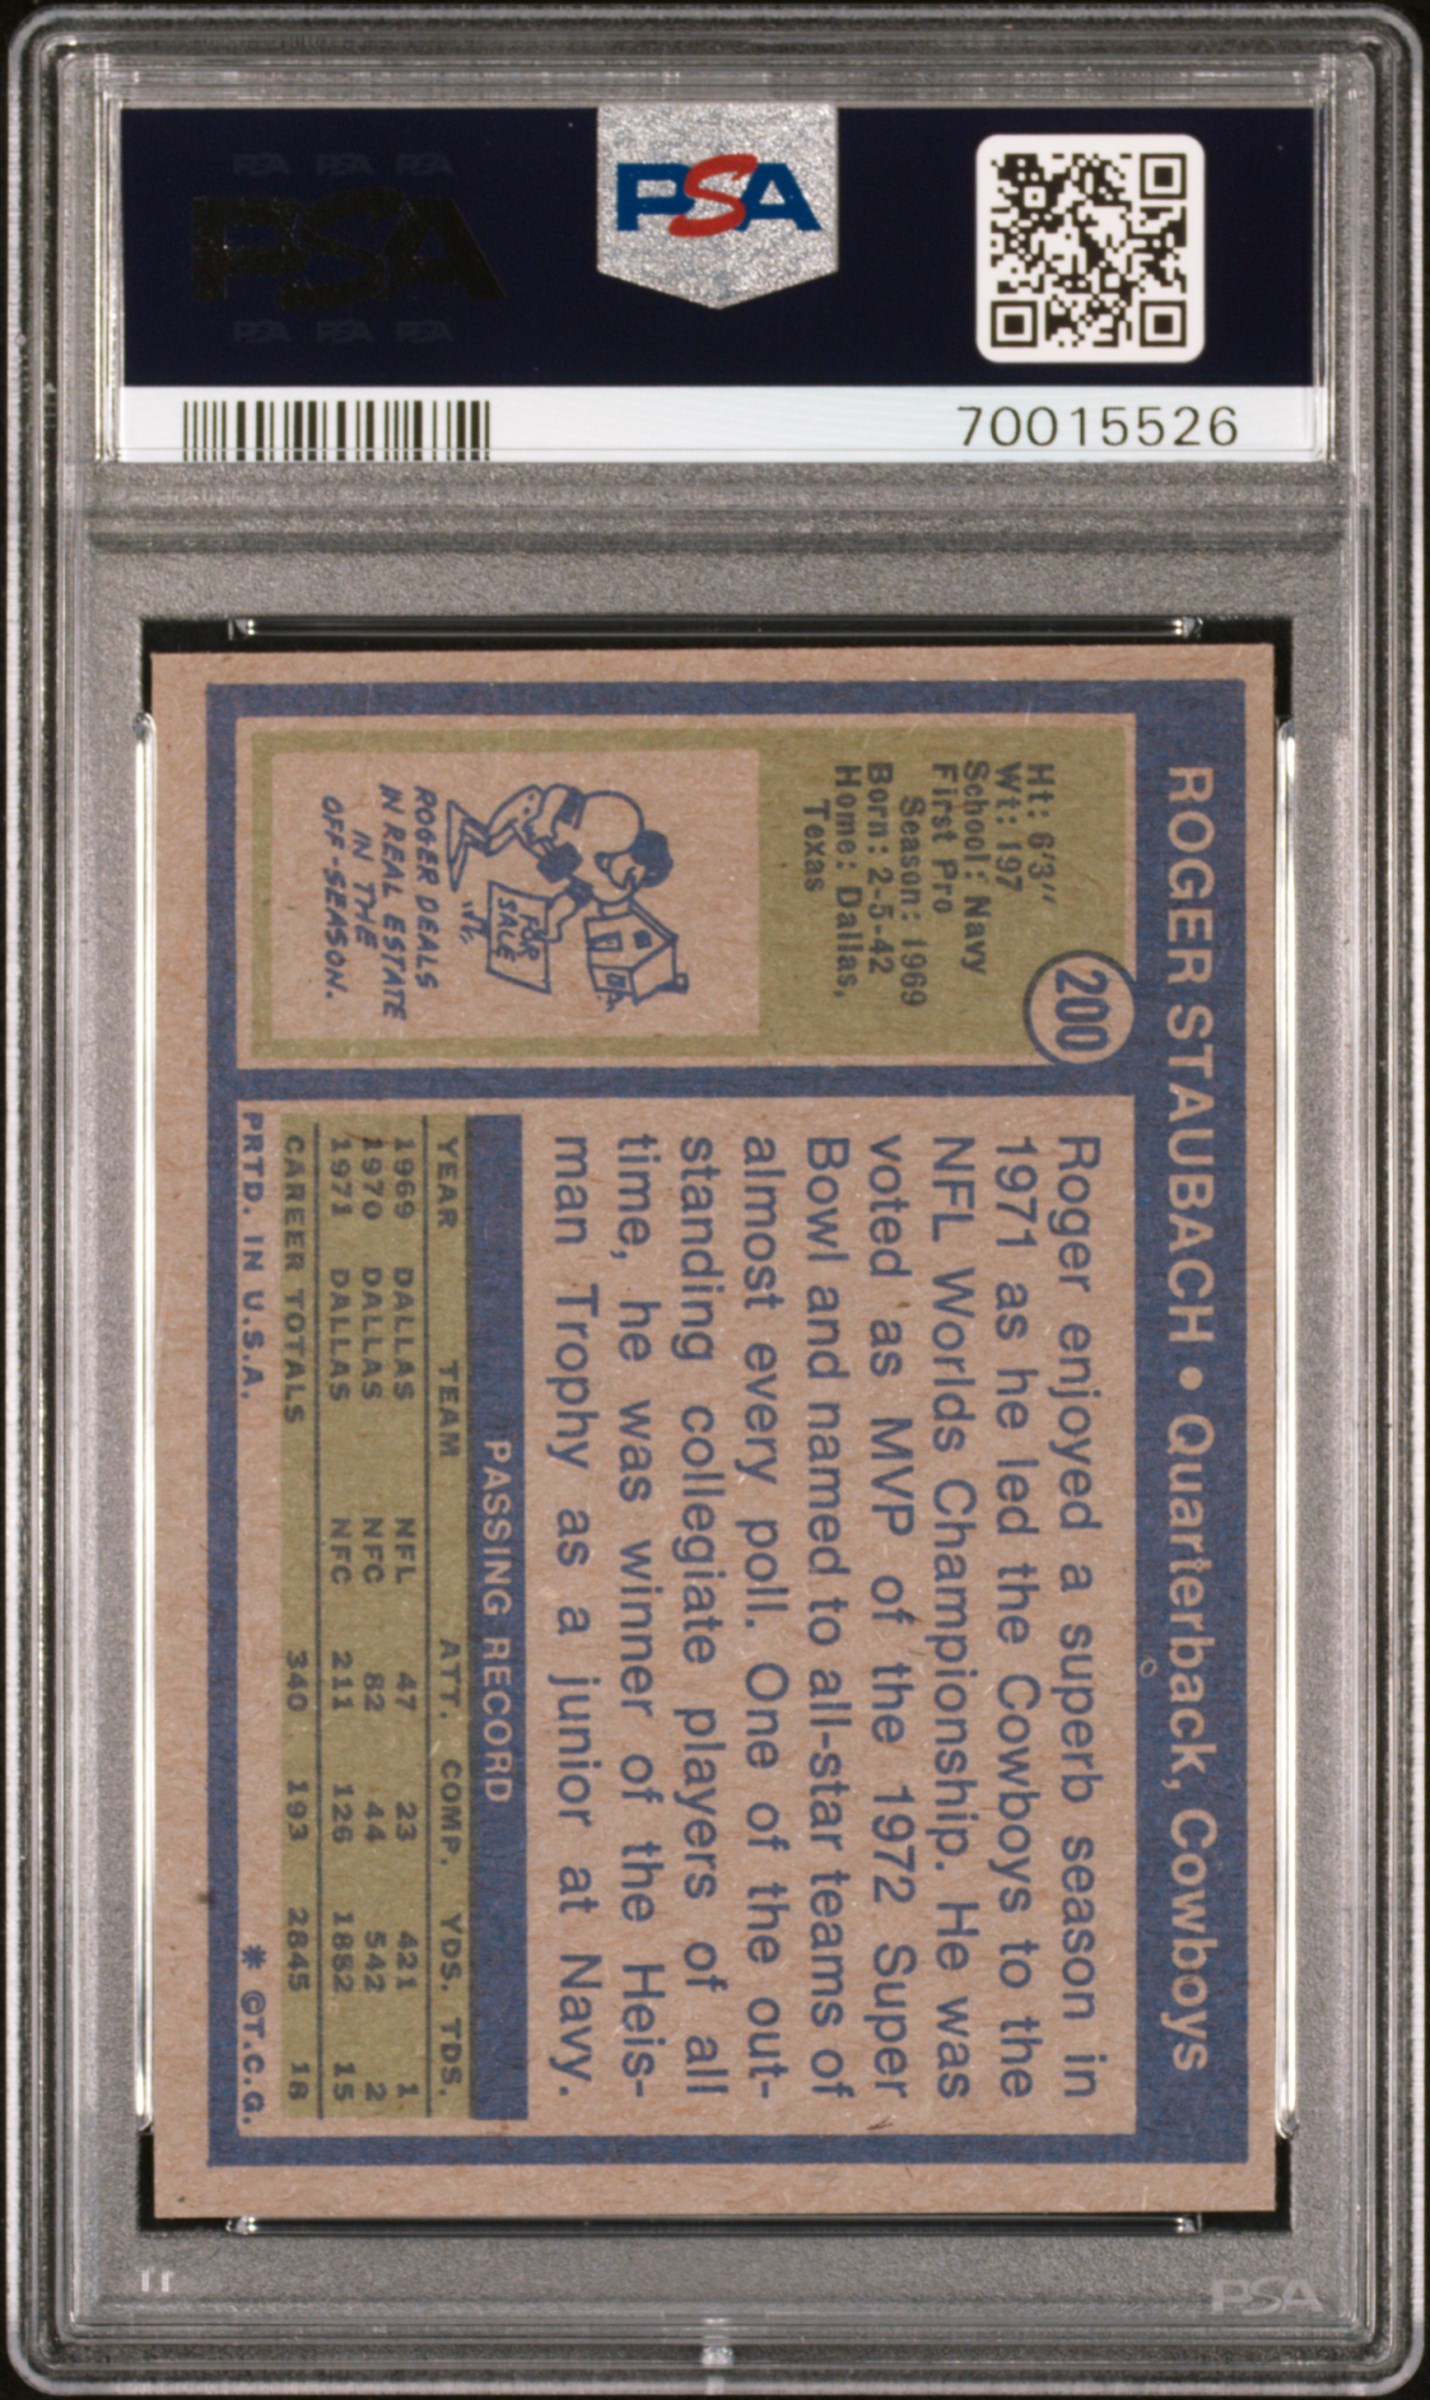 PSA PSA PSA
PSA
PSA PSA PSA
PSA
70015526
ROGER STAUBACH • Quarterback, Cowboys
200
Ht: 6'3"
Wt: 197
School: Navy
First Pro
Season: 1969
Born: 2-5-42
Home: Dallas,
Texas
FOR
SALE
ROGER DEALS
IN REAL ESTATE
IN THE
OFF-SEASON.
Roger enjoyed a superb season in
1971 as he led the Cowboys to the
NFL Worlds Championship. He was
voted as MVP of the 1972 Super
Bowl and named to all-star teams of
almost every poll. One of the out-
standing collegiate players of all
time, he was winner of the Heis-
man Trophy as a junior at Navy.
PASSING RECORD
YEAR TEAM ATT. COMP. YDS. TDS.
1969 DALLAS NFL 47 23 421 1
1970 DALLAS NFC 82 44 542 2
1971 DALLAS NFC 211 126 1882 15
CAREER TOTALS 340 193 2845 18
PRTD. IN U.S.A. * ©T.C.G.
PSA